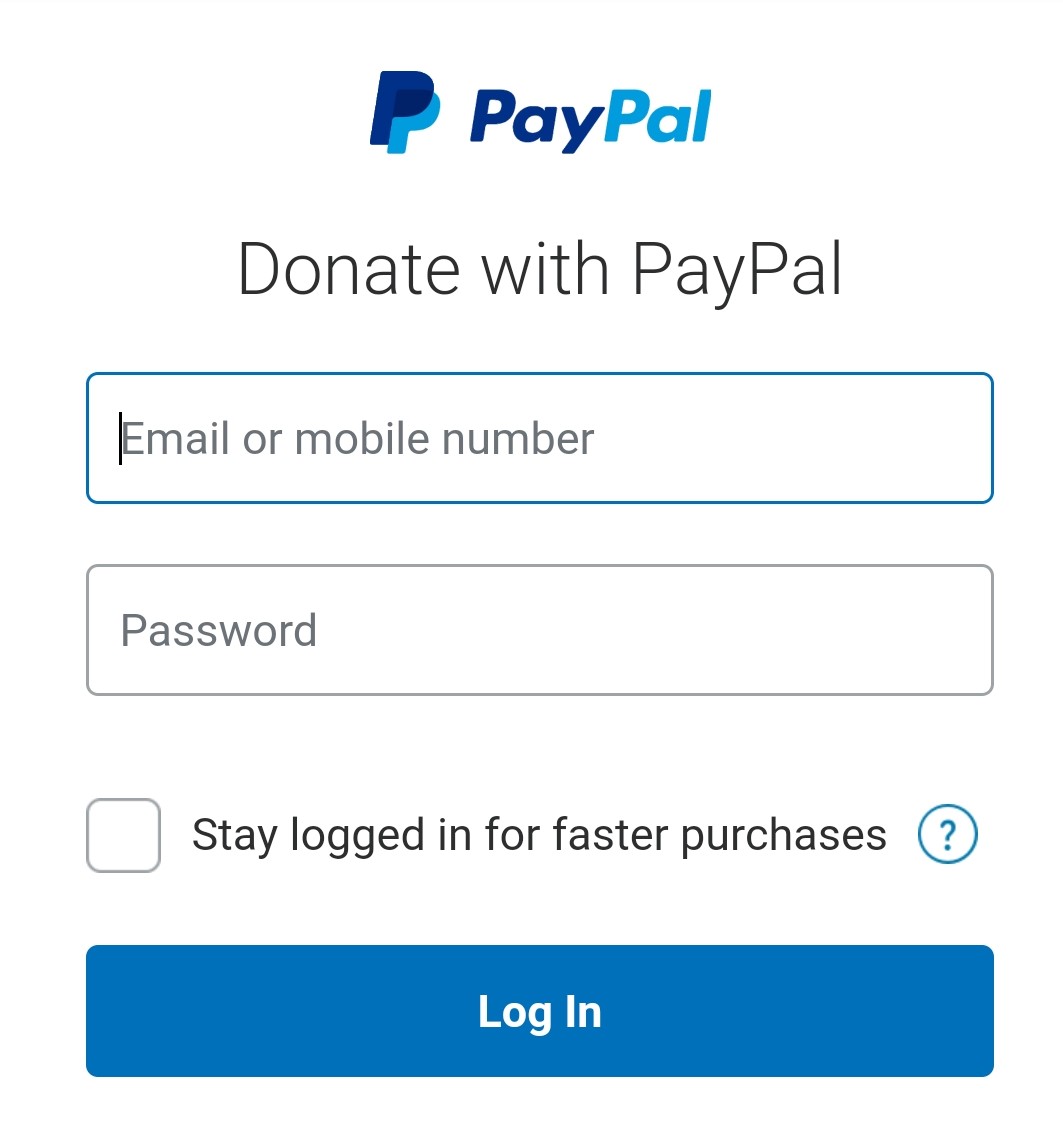 PayPal
Donate with PayPal
Email or mobile number
Password
Stay logged in for faster purchases ?
Log In